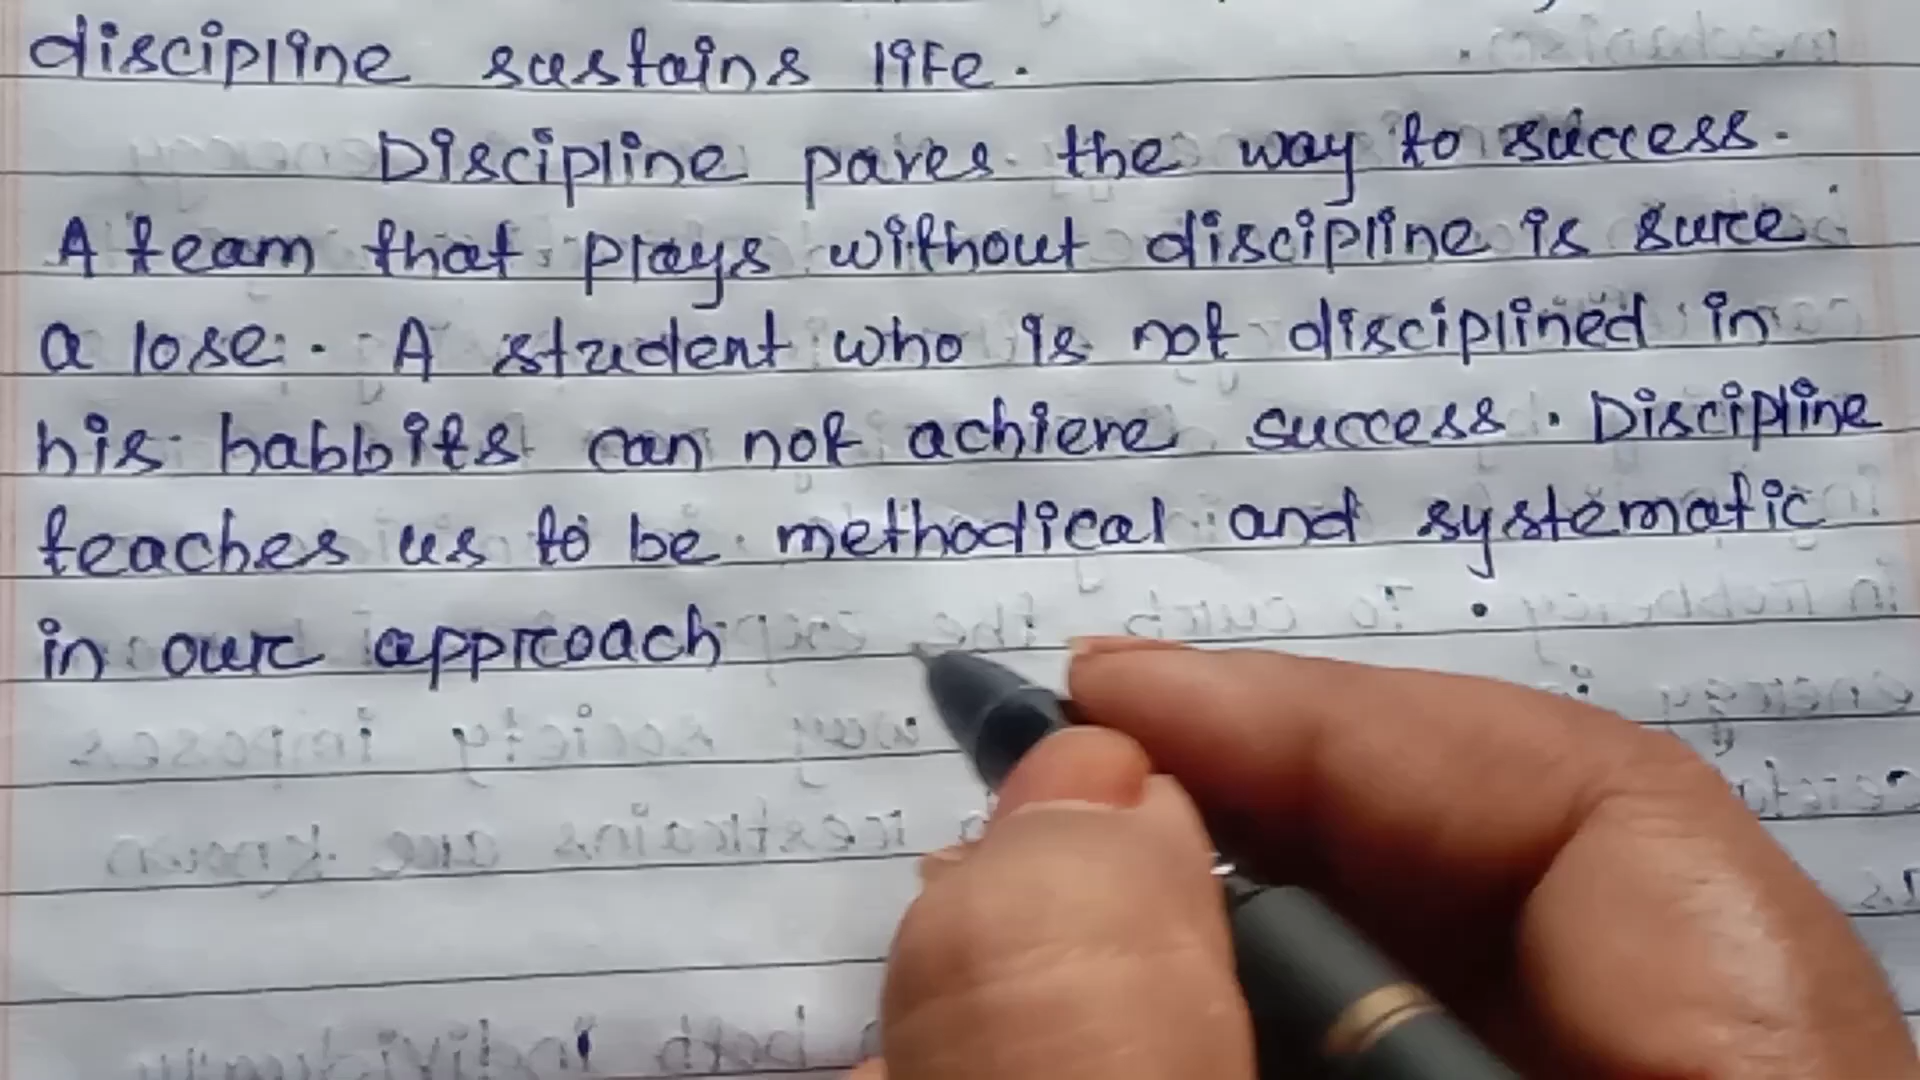 discipline sustains life.
Discipline paves the way to success.
A team that plays without discipline is sure
a lose. A student who is not disciplined in
his habbits can not achieve success. Discipline
teaches us to be methodical and systematic
in our approach